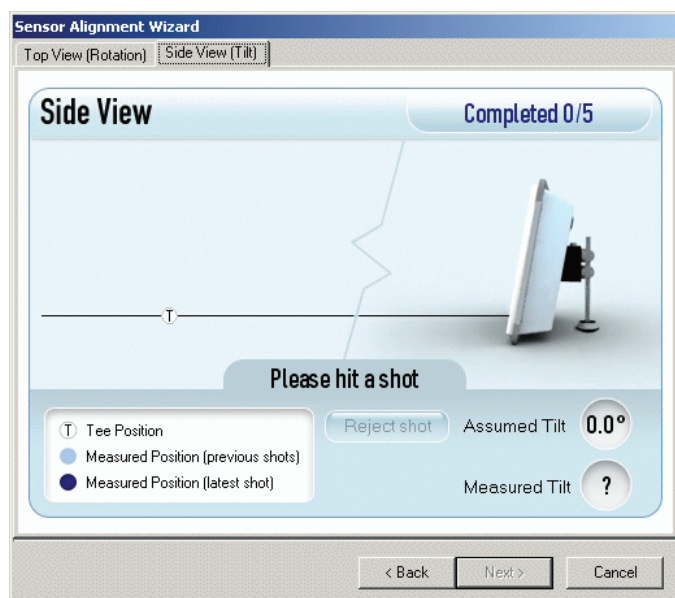 Sensor Alignment Wizard
Top View (Rotation) Side View (Tilt)
Side View
Completed 0/5
T
Please hit a shot
T Tee Position
Measured Position (previous shots)
Measured Position (latest shot)
Reject shot
Assumed Tilt 0.0°
Measured Tilt ?
< Back Next > Cancel